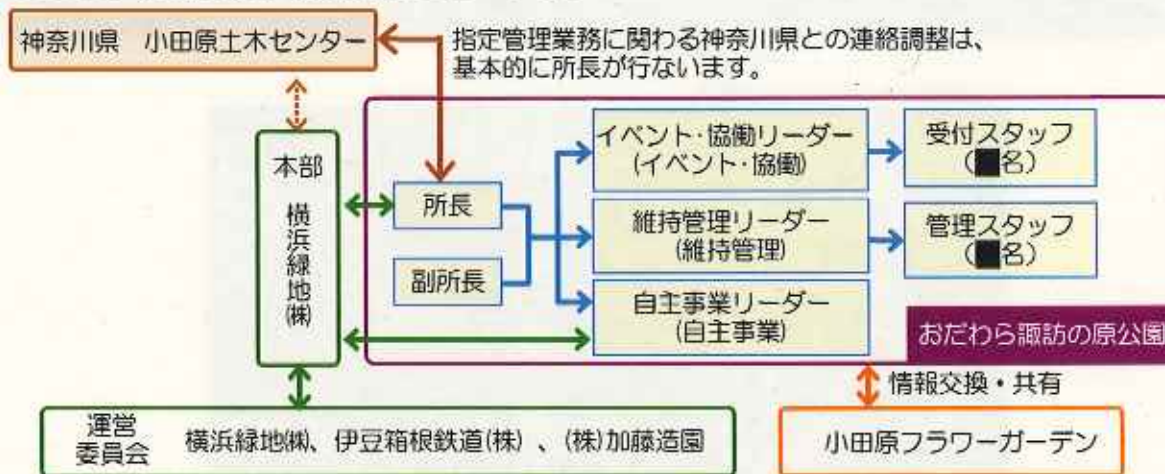 神奈川県 小田原土木センター
指定管理業務に関わる神奈川県との連絡調整は、
基本的に所長が行ないます。
本部
横浜緑地㈱
所長
副所長
イベント・協働リーダー
(イベント・協働)
受付スタッフ
(■名)
維持管理リーダー
(維持管理)
管理スタッフ
(■名)
自主事業リーダー
(自主事業)
おだわら諏訪の原公園
情報交換・共有
運営
委員会
横浜緑地㈱、伊豆箱根鉄道(株)、(株)加藤造園
小田原フラワーガーデン